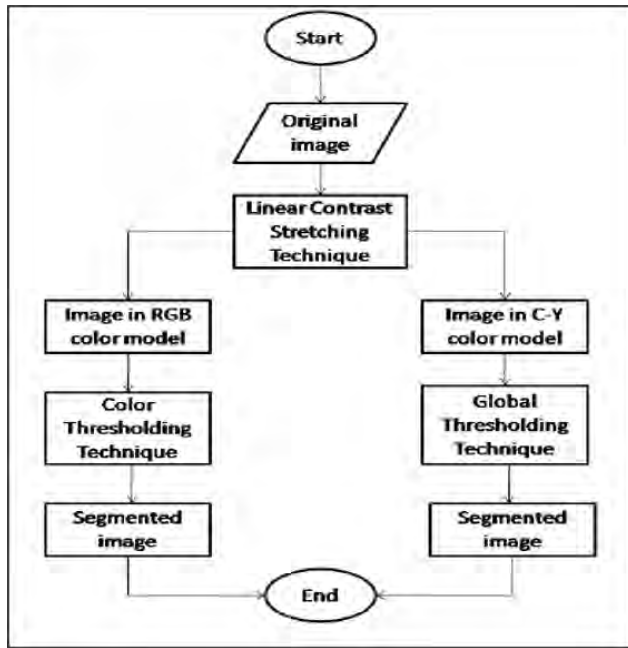 Start
Original
image
Linear Contrast
Stretching
Technique
Image in RGB
color model
Image in C-Y
color model
Color
Thresholding
Technique
Global
Thresholding
Technique
Segmented
image
Segmented
image
End